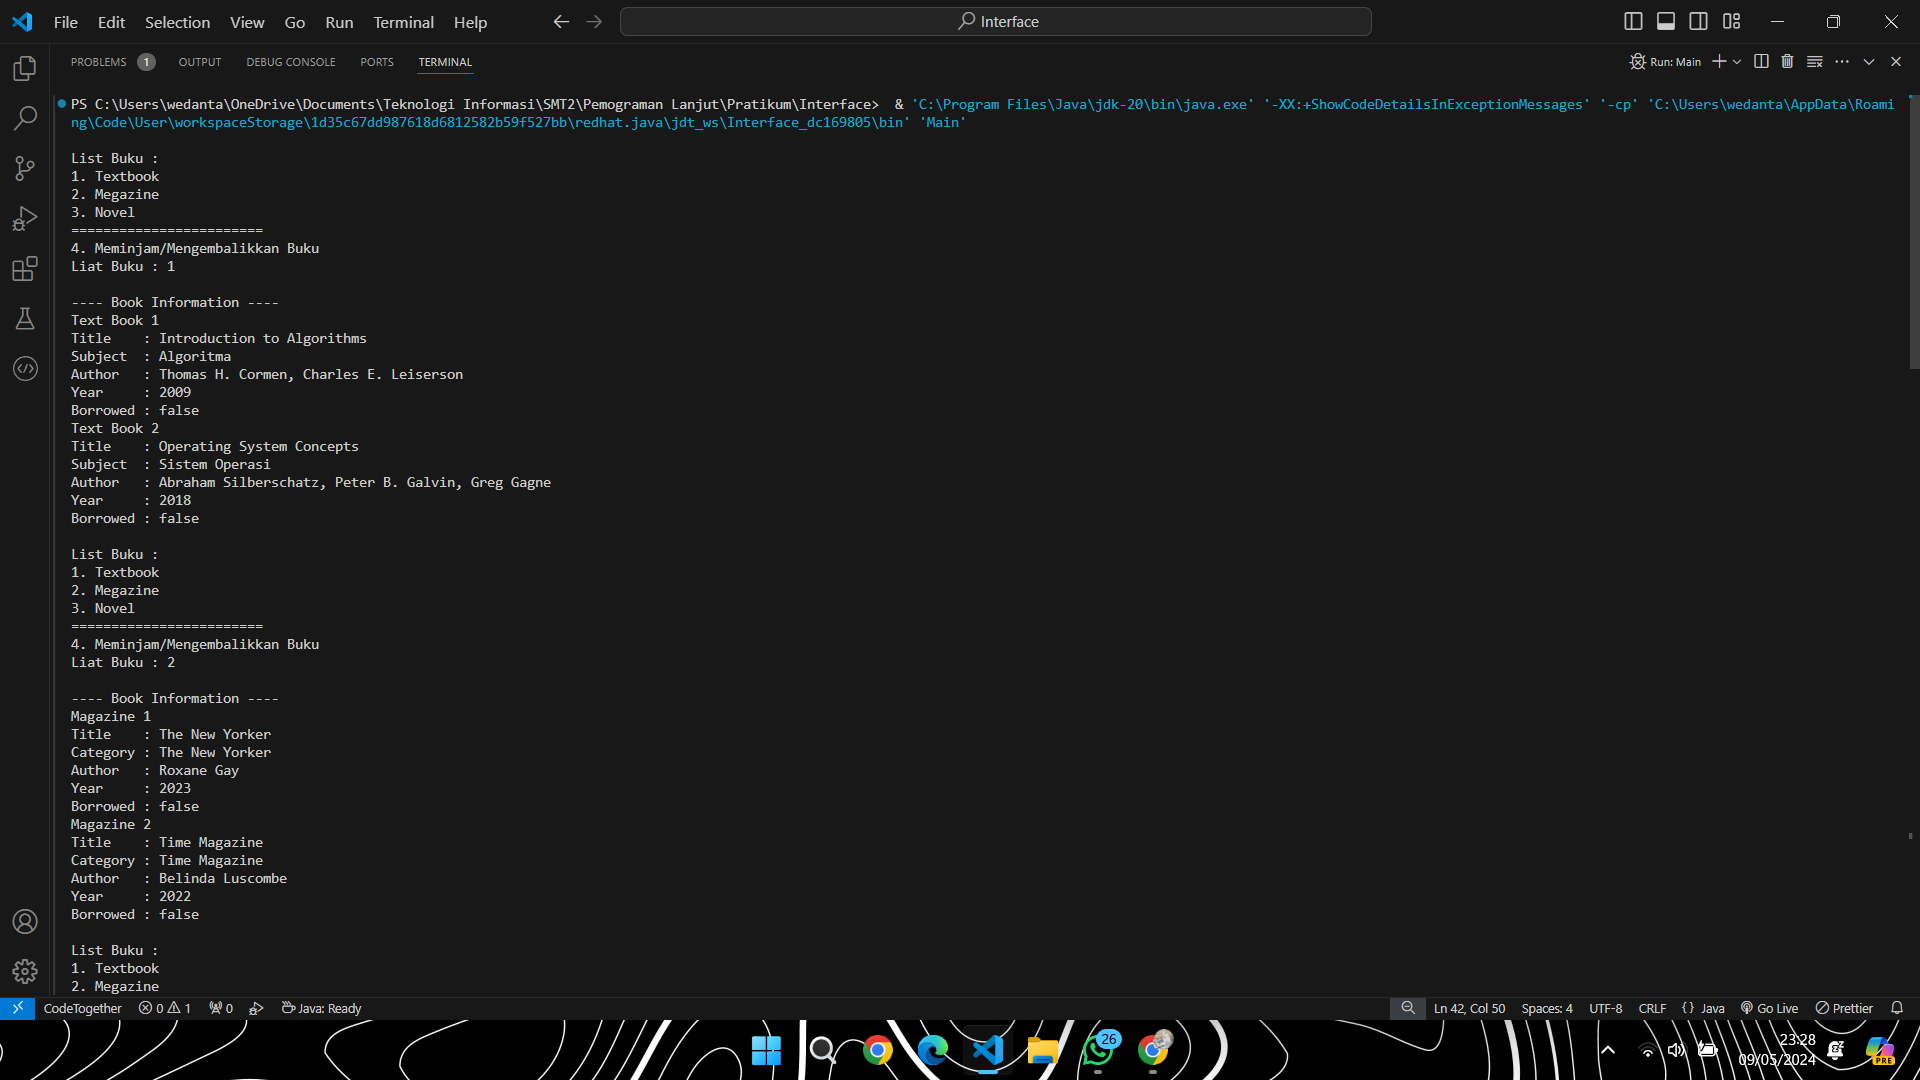 File Edit Selection View Go Run Terminal Help
Interface
PROBLEMS 1 OUTPUT DEBUG CONSOLE PORTS TERMINAL
Run: Main
PS C:\Users\wedanta\OneDrive\Documents\Teknologi Informasi\SMT2\Pemograman Lanjut\Pratikum\Interface>  & 'C:\Program Files\Java\jdk-20\bin\java.exe' '-XX:+ShowCodeDetailsInExceptionMessages' '-cp' 'C:\Users\wedanta\AppData\Roami
ng\Code\User\workspaceStorage\1d35c67dd987618d6812582b59f527bb\redhat.java\jdt_ws\Interface_dc169805\bin' 'Main'
List Buku :
1. Textbook
2. Megazine
3. Novel
========================
4. Meminjam/Mengembalikkan Buku
Liat Buku : 1
---- Book Information ----
Text Book 1
Title    : Introduction to Algorithms
Subject  : Algoritma
Author   : Thomas H. Cormen, Charles E. Leiserson
Year     : 2009
Borrowed : false
Text Book 2
Title    : Operating System Concepts
Subject  : Sistem Operasi
Author   : Abraham Silberschatz, Peter B. Galvin, Greg Gagne
Year     : 2018
Borrowed : false
List Buku :
1. Textbook
2. Megazine
3. Novel
========================
4. Meminjam/Mengembalikkan Buku
Liat Buku : 2
---- Book Information ----
Magazine 1
Title    : The New Yorker
Category : The New Yorker
Author   : Roxane Gay
Year     : 2023
Borrowed : false
Magazine 2
Title    : Time Magazine
Category : Time Magazine
Author   : Belinda Luscombe
Year     : 2022
Borrowed : false
List Buku :
1. Textbook
2. Megazine
CodeTogether 0 1 0 Java: Ready
Ln 42, Col 50 Spaces: 4 UTF-8 CRLF {} Java Go Live Prettier
26
23:28
09/05/2024
PRE